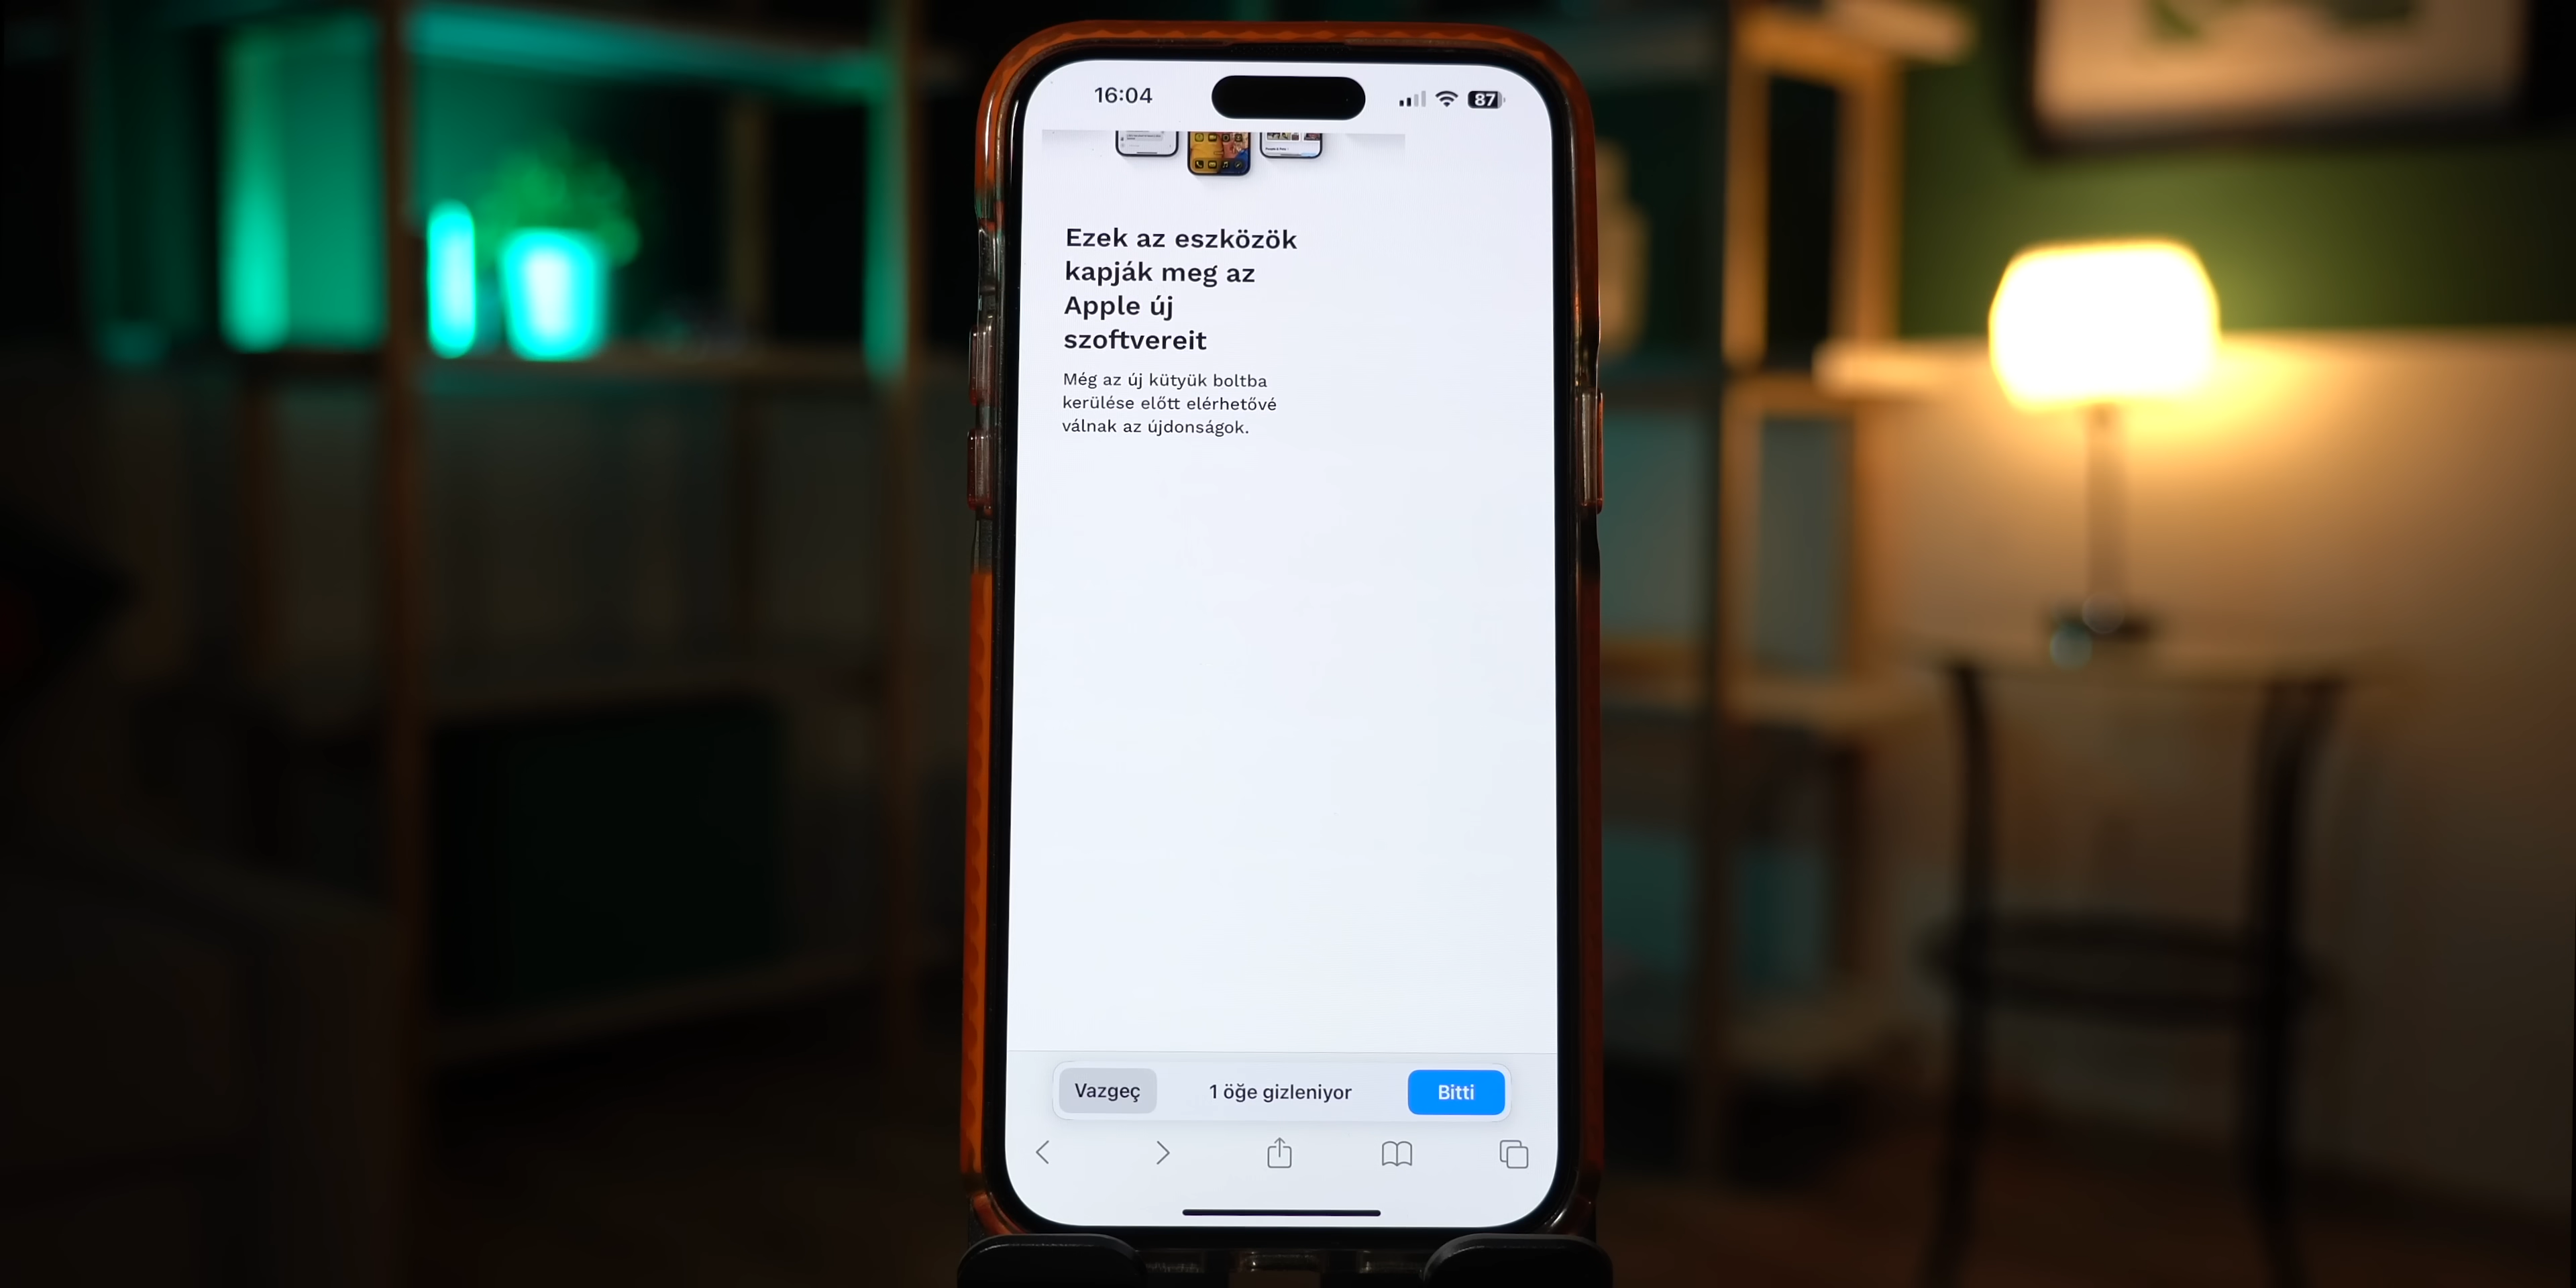 16:04
87
Ezek az eszközök
kapják meg az
Apple új
szoftvereit
Még az új kütyük boltba
kerülése előtt elérhetővé
válnak az újdonságok.
Vazgeç
1 öğe gizleniyor
Bitti